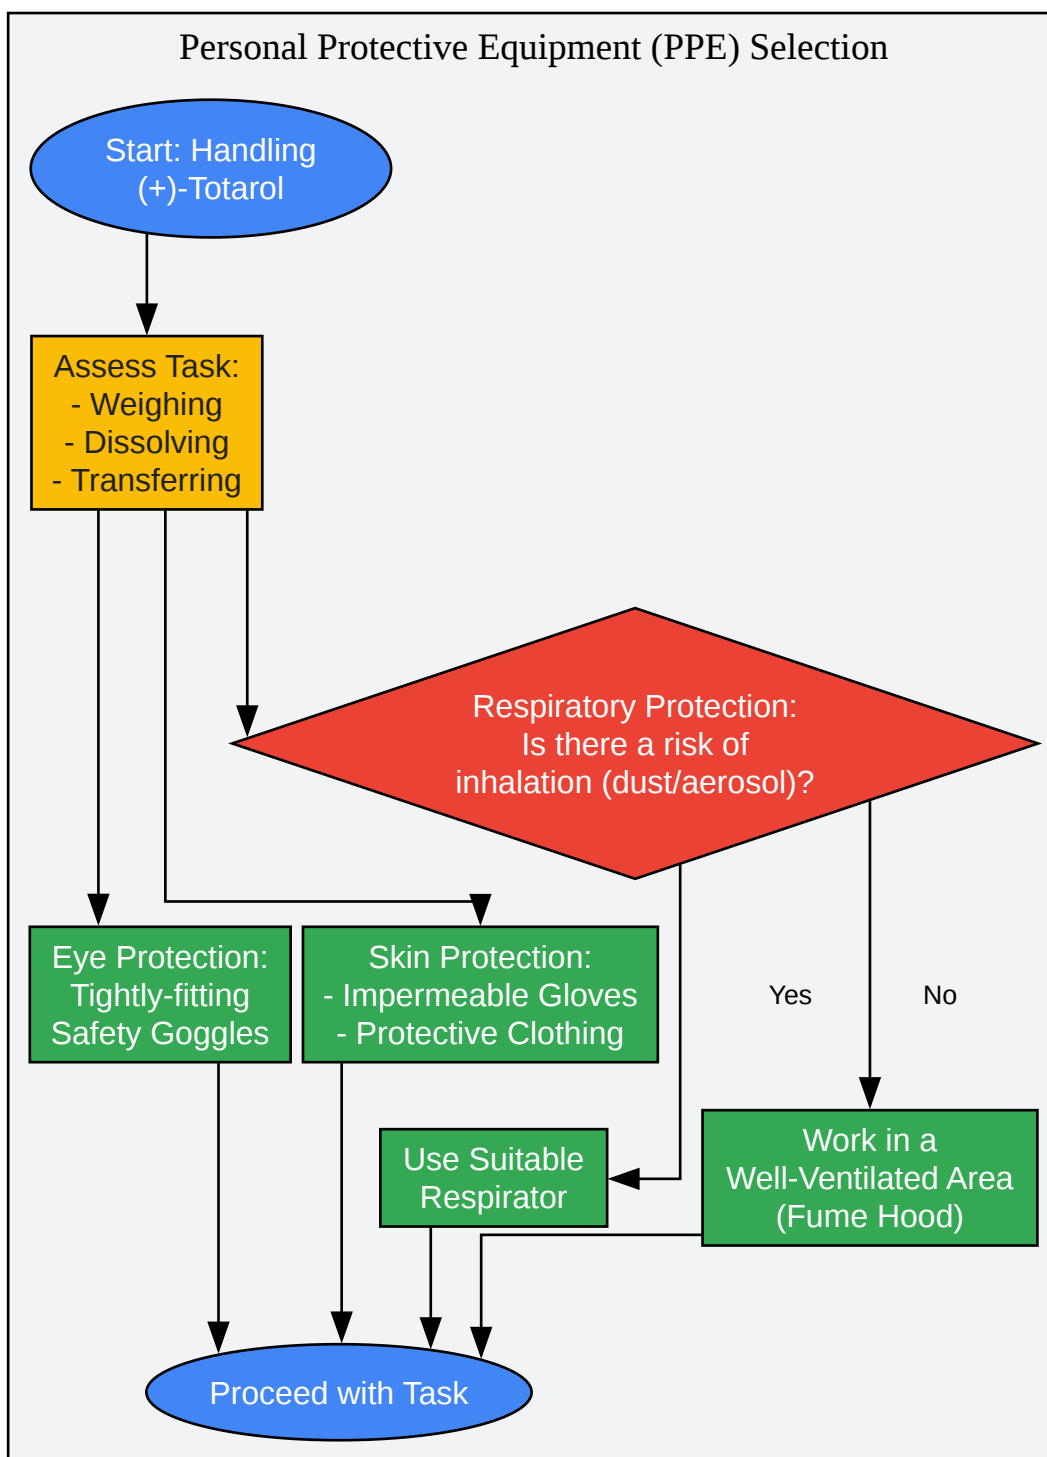 Personal Protective Equipment (PPE) Selection
Start: Handling
(+)-Totarol
Assess Task:
- Weighing
- Dissolving
- Transferring
Respiratory Protection:
Is there a risk of
inhalation (dust/aerosol)?
Eye Protection:
Tightly-fitting
Safety Goggles
Skin Protection:
- Impermeable Gloves
- Protective Clothing
Yes
No
Use Suitable
Respirator
Work in a
Well-Ventilated Area
(Fume Hood)
Proceed with Task